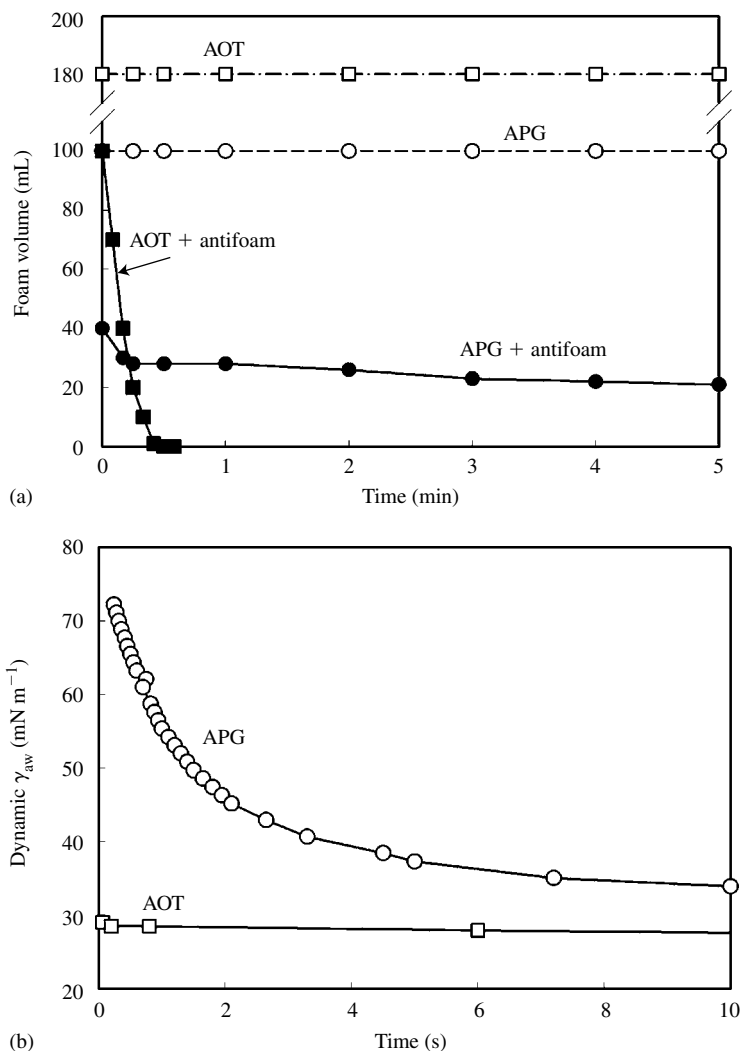 200
AOT
180
APG
100
80
AOT + antifoam
60
40
APG + antifoam
20
0
Foam volume (mL)
0 1 2 3 4 5
(a) Time (min)
80
70
60
APG
50
40
AOT
30
20
Dynamic γaw (mN m−1)
0 2 4 6 8 10
(b) Time (s)